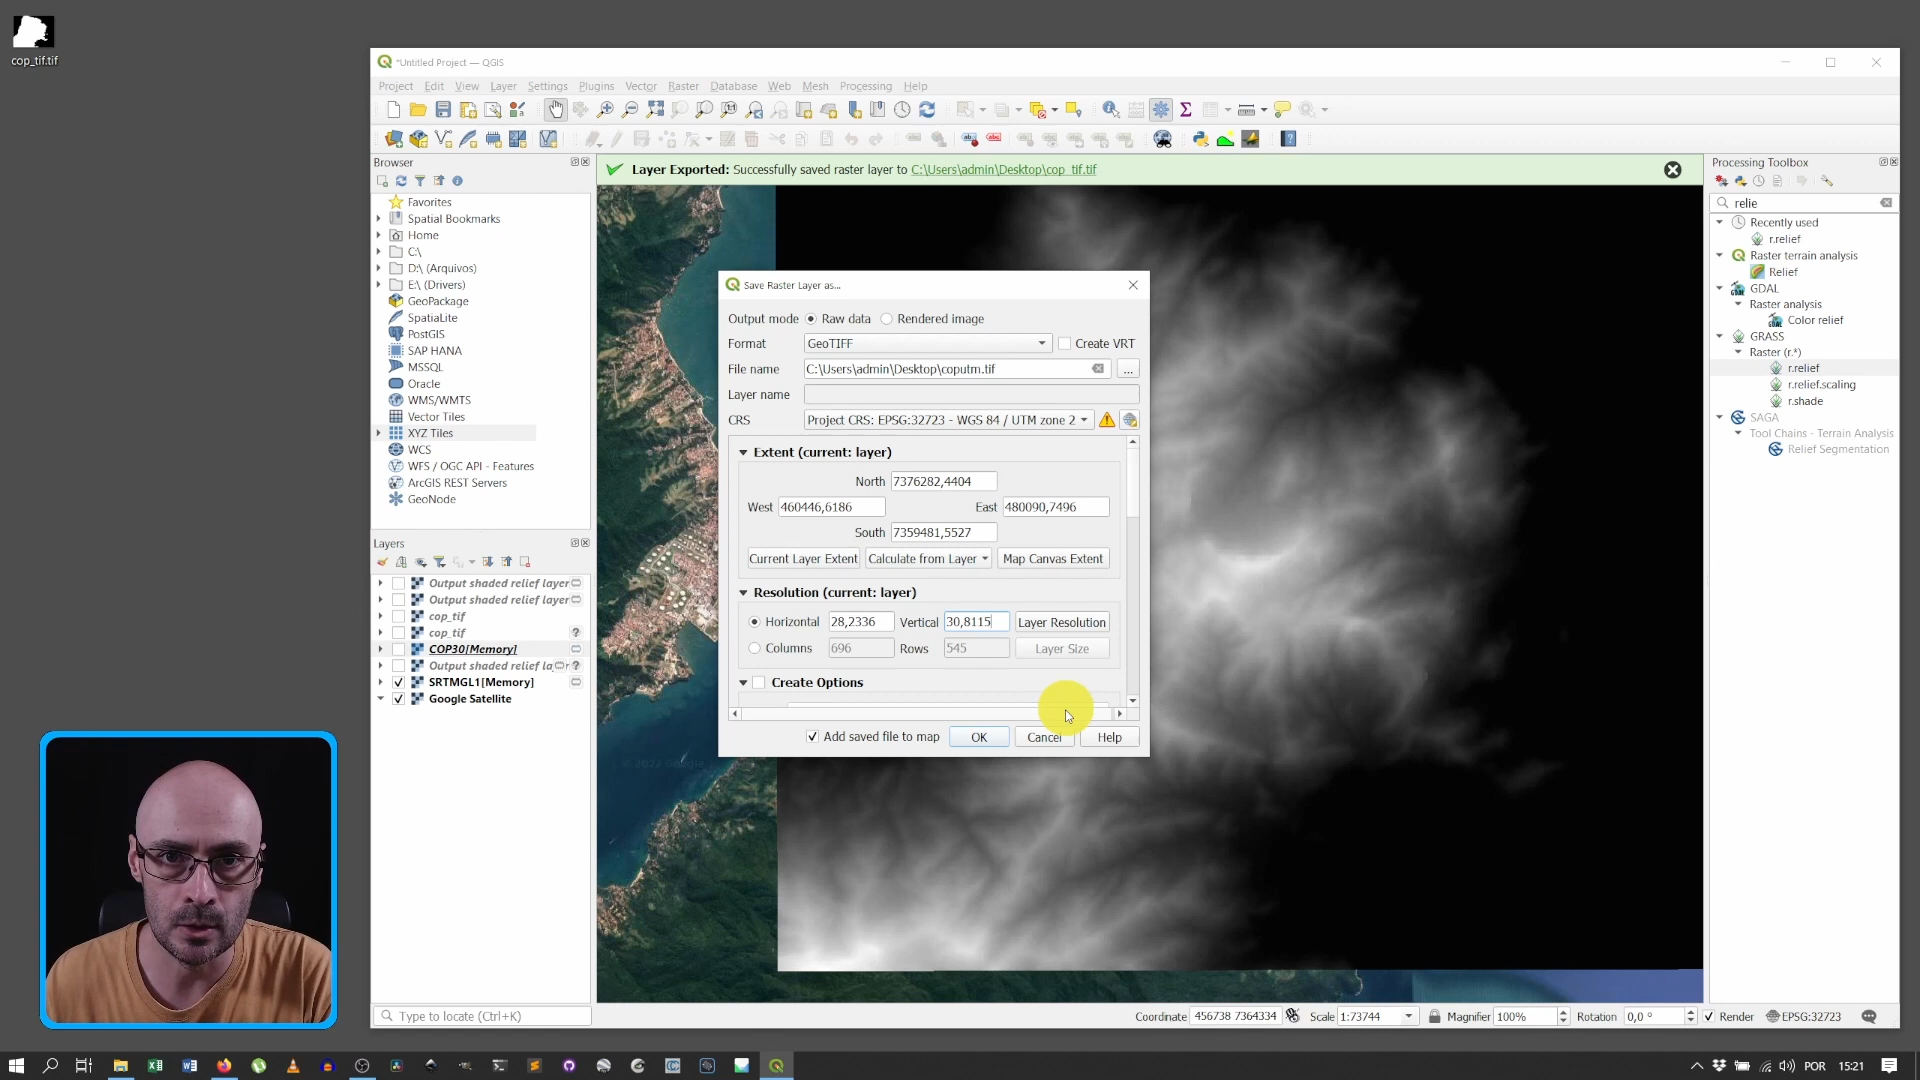 cop_tif.tif
*Untitled Project — QGIS
Project Edit View Layer Settings Plugins Vector Raster Database Web Mesh Processing Help
Browser
Favorites
Spatial Bookmarks
Home
C:\
D:\ (Arquivos)
E:\ (Drivers)
GeoPackage
SpatiaLite
PostGIS
SAP HANA
MSSQL
Oracle
WMS/WMTS
Vector Tiles
XYZ Tiles
WCS
WFS / OGC API - Features
ArcGIS REST Servers
GeoNode
Layers
Output shaded relief layer
Output shaded relief layer
cop_tif
cop_tif ?
COP30[Memory]
Output shaded relief la ?
SRTMGL1[Memory]
Google Satellite
Type to locate (Ctrl+K)
Layer Exported: Successfully saved raster layer to C:\Users\admin\Desktop\cop_tif.tif
Save Raster Layer as...
Output mode Raw data Rendered image
Format GeoTIFF Create VRT
File name C:\Users\admin\Desktop\coputm.tif ...
Layer name
CRS Project CRS: EPSG:32723 - WGS 84 / UTM zone 2
Extent (current: layer)
North 7376282,4404
West 460446,6186 East 480090,7496
South 7359481,5527
Current Layer Extent Calculate from Layer Map Canvas Extent
Resolution (current: layer)
Horizontal 28,2336 Vertical 30,8115 Layer Resolution
Columns 696 Rows 545 Layer Size
Create Options
Add saved file to map OK Cancel Help
Processing Toolbox
relie
Recently used
r.relief
Raster terrain analysis
Relief
GDAL
Raster analysis
Color relief
GRASS
Raster (r.*)
r.relief
r.relief.scaling
r.shade
SAGA
Tool Chains - Terrain Analysis
Relief Segmentation
Coordinate 456738 7364334 Scale 1:73744 Magnifier 100% Rotation 0,0 ° Render EPSG:32723
POR 15:21